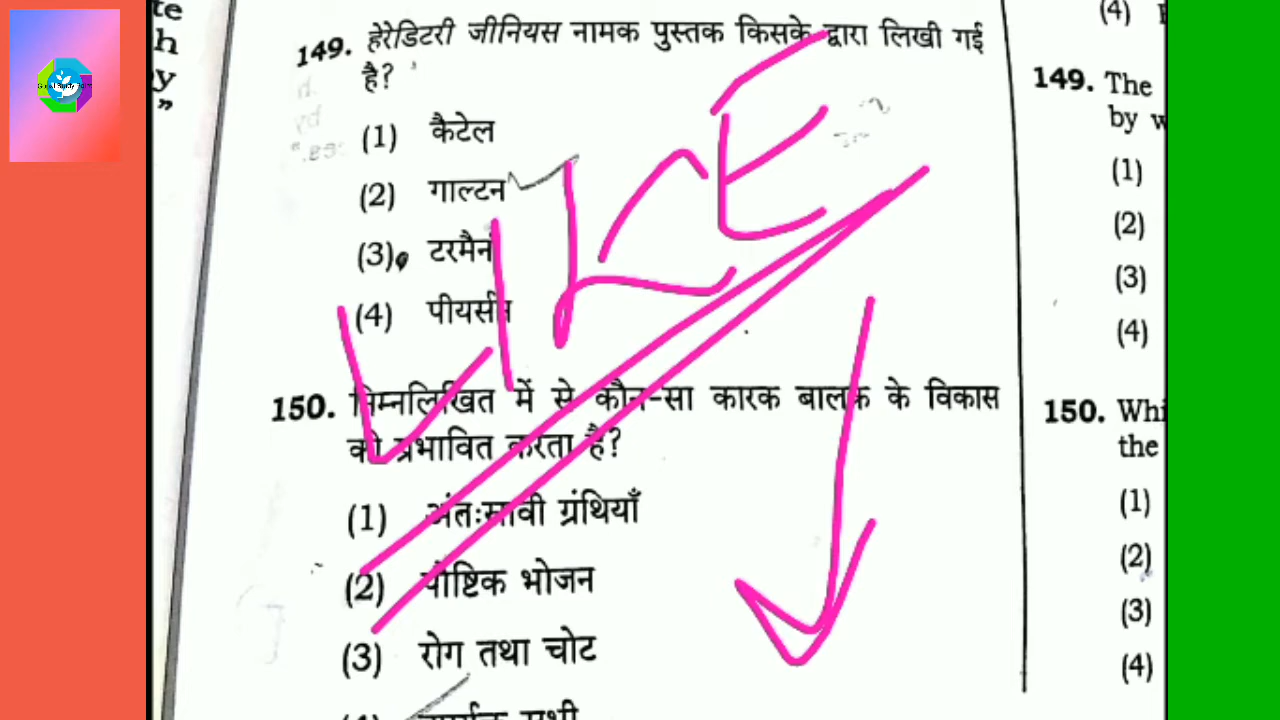 te
h
y
”
149. हेरेडिटरी जीनियस नामक पुस्तक किसके द्वारा लिखी गई
है?
(1) कैटेल
(2) गाल्टन
(3) टरमैन
(4) पीयर्सन
150. निम्नलिखित में से कौन-सा कारक बालक के विकास
को प्रभावित करता है?
(1) अंतःस्रावी ग्रंथियाँ
(2) पौष्टिक भोजन
(3) रोग तथा चोट
LIKE
(4)
149. The
by w
(1)
(2)
(3)
(4)
150. Whi
the
(1)
(2)
(3)
(4)